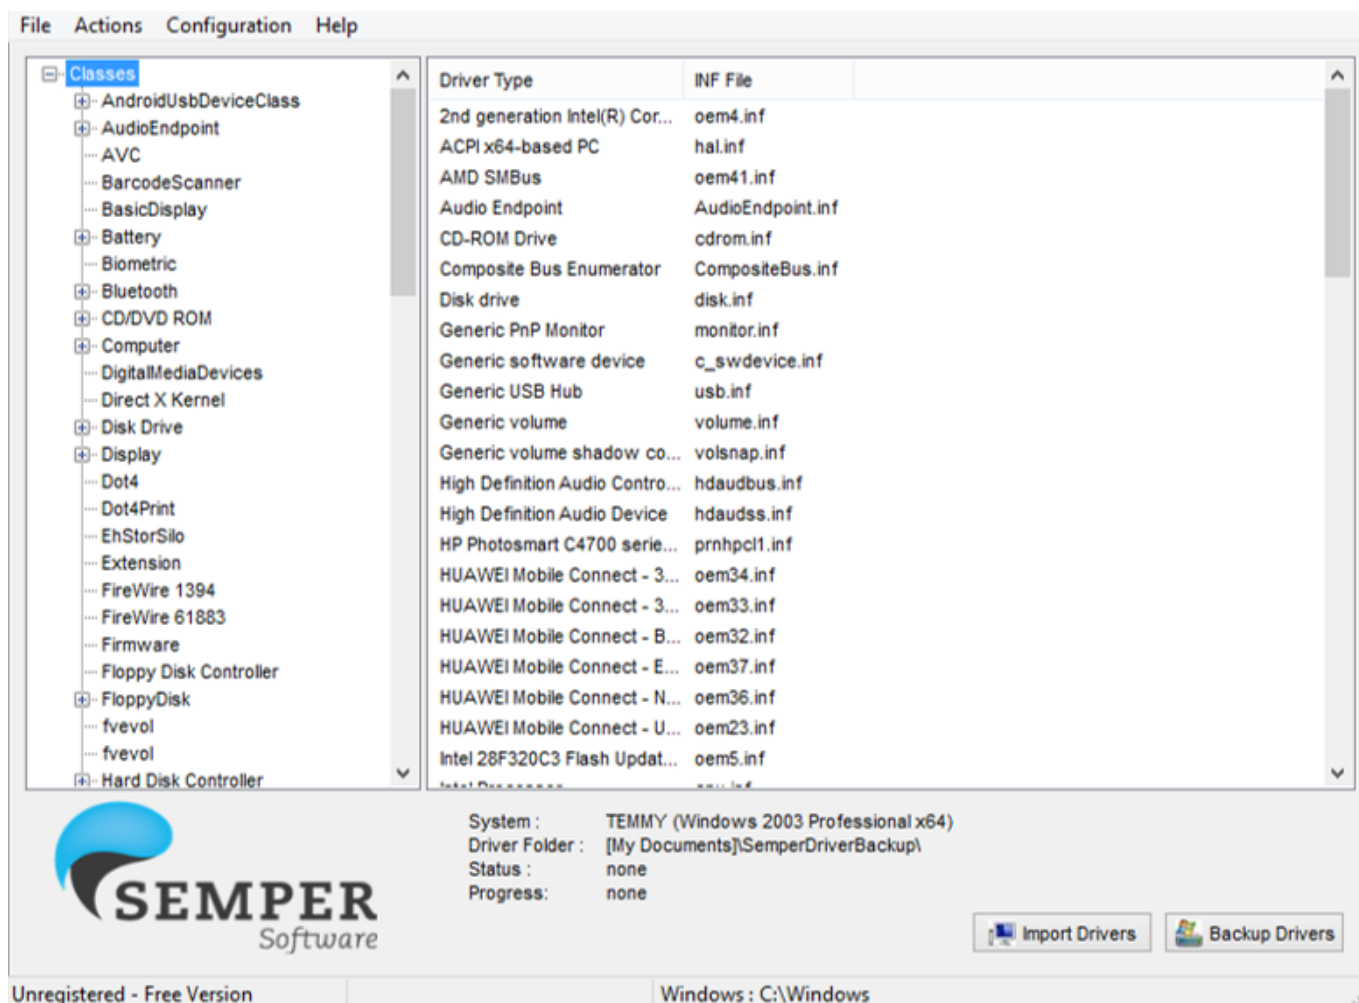 File Actions Configuration Help
Classes
AndroidUsbDeviceClass
AudioEndpoint
AVC
BarcodeScanner
BasicDisplay
Battery
Biometric
Bluetooth
CD/DVD ROM
Computer
DigitalMediaDevices
Direct X Kernel
Disk Drive
Display
Dot4
Dot4Print
EhStorSilo
Extension
FireWire 1394
FireWire 61883
Firmware
Floppy Disk Controller
FloppyDisk
fvevol
fvevol
Hard Disk Controller
Driver Type INF File
2nd generation Intel(R) Cor... oem4.inf
ACPI x64-based PC hal.inf
AMD SMBus oem41.inf
Audio Endpoint AudioEndpoint.inf
CD-ROM Drive cdrom.inf
Composite Bus Enumerator CompositeBus.inf
Disk drive disk.inf
Generic PnP Monitor monitor.inf
Generic software device c_swdevice.inf
Generic USB Hub usb.inf
Generic volume volume.inf
Generic volume shadow co... volsnap.inf
High Definition Audio Contro... hdaudbus.inf
High Definition Audio Device hdaudss.inf
HP Photosmart C4700 serie... prnhpcl1.inf
HUAWEI Mobile Connect - 3... oem34.inf
HUAWEI Mobile Connect - 3... oem33.inf
HUAWEI Mobile Connect - B... oem32.inf
HUAWEI Mobile Connect - E... oem37.inf
HUAWEI Mobile Connect - N... oem36.inf
HUAWEI Mobile Connect - U... oem23.inf
Intel 28F320C3 Flash Updat... oem5.inf
SEMPER
Software
System : TEMMY (Windows 2003 Professional x64)
Driver Folder : [My Documents]\SemperDriverBackup\
Status : none
Progress: none
Import Drivers Backup Drivers
Unregistered - Free Version Windows : C:\Windows